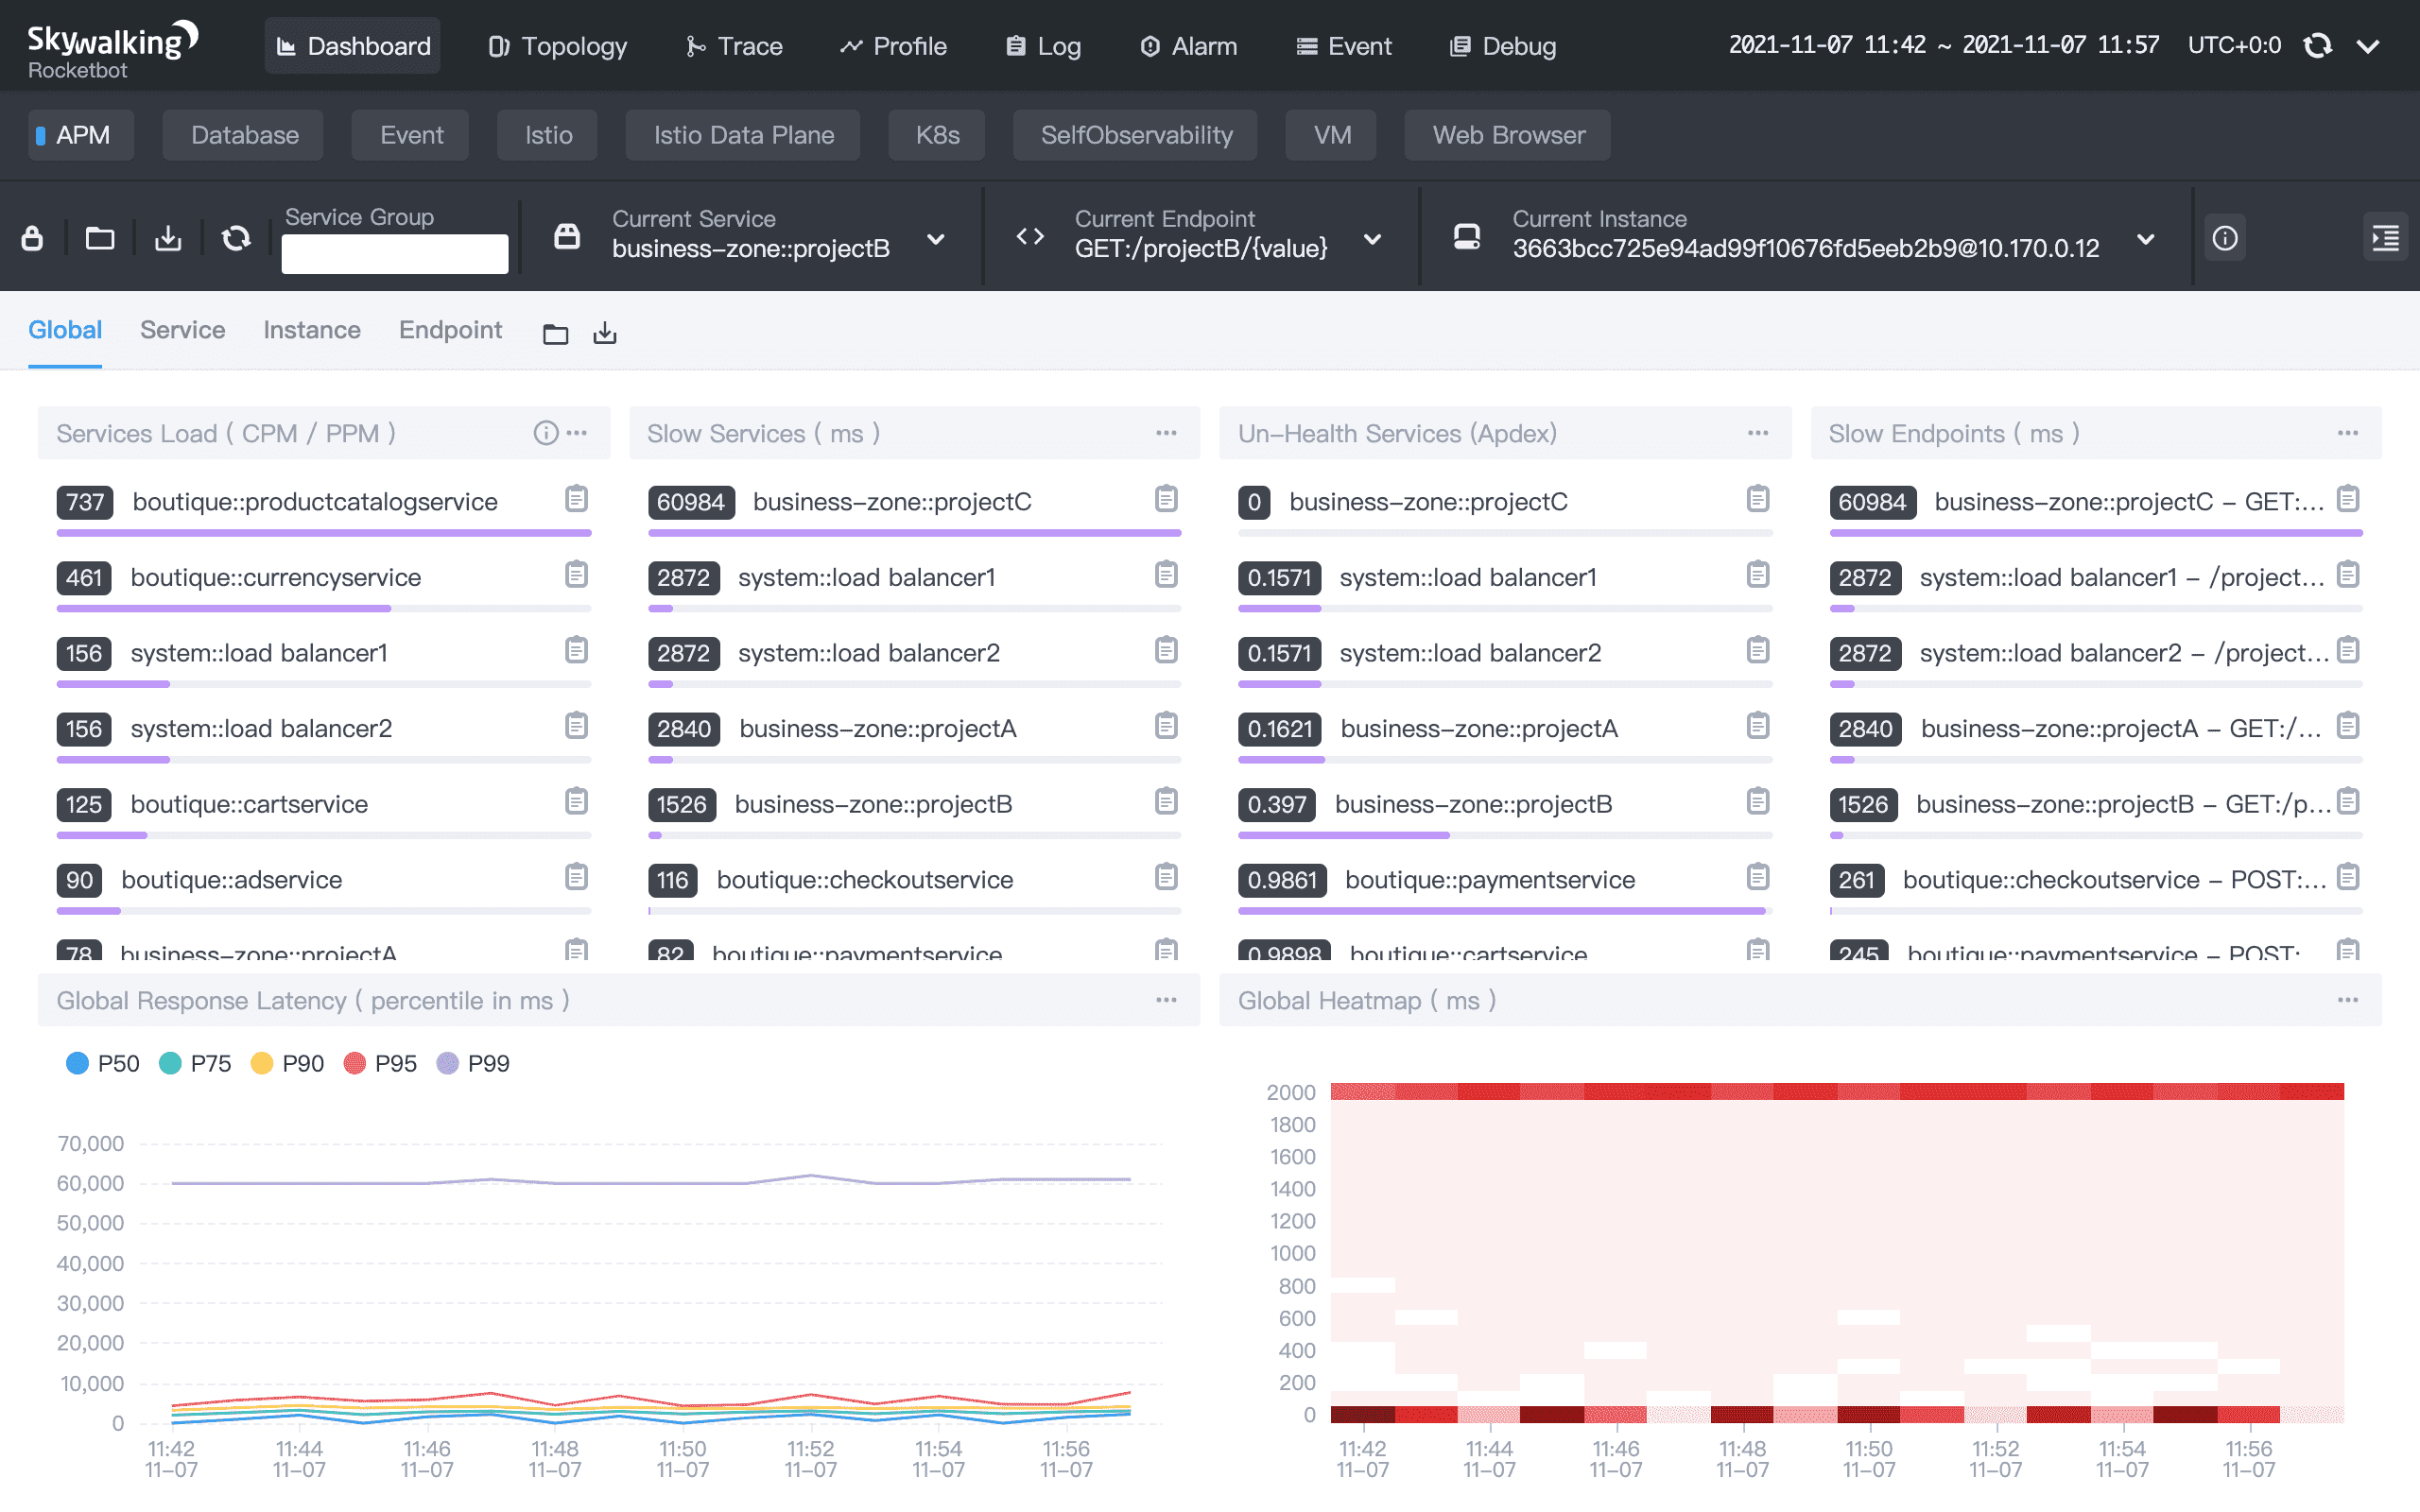 Skywalking
Rocketbot
Dashboard
Topology
Trace
Profile
Log
Alarm
Event
Debug
2021-11-07 11:42 ~ 2021-11-07 11:57
UTC+0:0
APM
Database
Event
Istio
Istio Data Plane
K8s
SelfObservability
VM
Web Browser
Service Group
Current Service
business-zone::projectB
Current Endpoint
GET:/projectB/{value}
Current Instance
3663bcc725e94ad99f10676fd5eeb2b9@10.170.0.12
Global
Service
Instance
Endpoint
Services Load ( CPM / PPM )
737 boutique::productcatalogservice
461 boutique::currencyservice
156 system::load balancer1
156 system::load balancer2
125 boutique::cartservice
90 boutique::adservice
78 business-zone::projectA
Slow Services ( ms )
60984 business-zone::projectC
2872 system::load balancer1
2872 system::load balancer2
2840 business-zone::projectA
1526 business-zone::projectB
116 boutique::checkoutservice
82 boutique::paymentservice
Un-Health Services (Apdex)
0 business-zone::projectC
0.1571 system::load balancer1
0.1571 system::load balancer2
0.1621 business-zone::projectA
0.397 business-zone::projectB
0.9861 boutique::paymentservice
0.9898 boutique::cartservice
Slow Endpoints ( ms )
60984 business-zone::projectC - GET:...
2872 system::load balancer1 - /project...
2872 system::load balancer2 - /project...
2840 business-zone::projectA - GET:/...
1526 business-zone::projectB - GET:/p...
261 boutique::checkoutservice - POST:...
245 boutique::paymentservice - POST:
Global Response Latency ( percentile in ms )
P50
P75
P90
P95
P99
70,000
60,000
50,000
40,000
30,000
20,000
10,000
0
11:42 11:44 11:46 11:48 11:50 11:52 11:54 11:56
11-07 11-07 11-07 11-07 11-07 11-07 11-07 11-07
Global Heatmap ( ms )
2000
1800
1600
1400
1200
1000
800
600
400
200
0
11:42 11:44 11:46 11:48 11:50 11:52 11:54 11:56
11-07 11-07 11-07 11-07 11-07 11-07 11-07 11-07